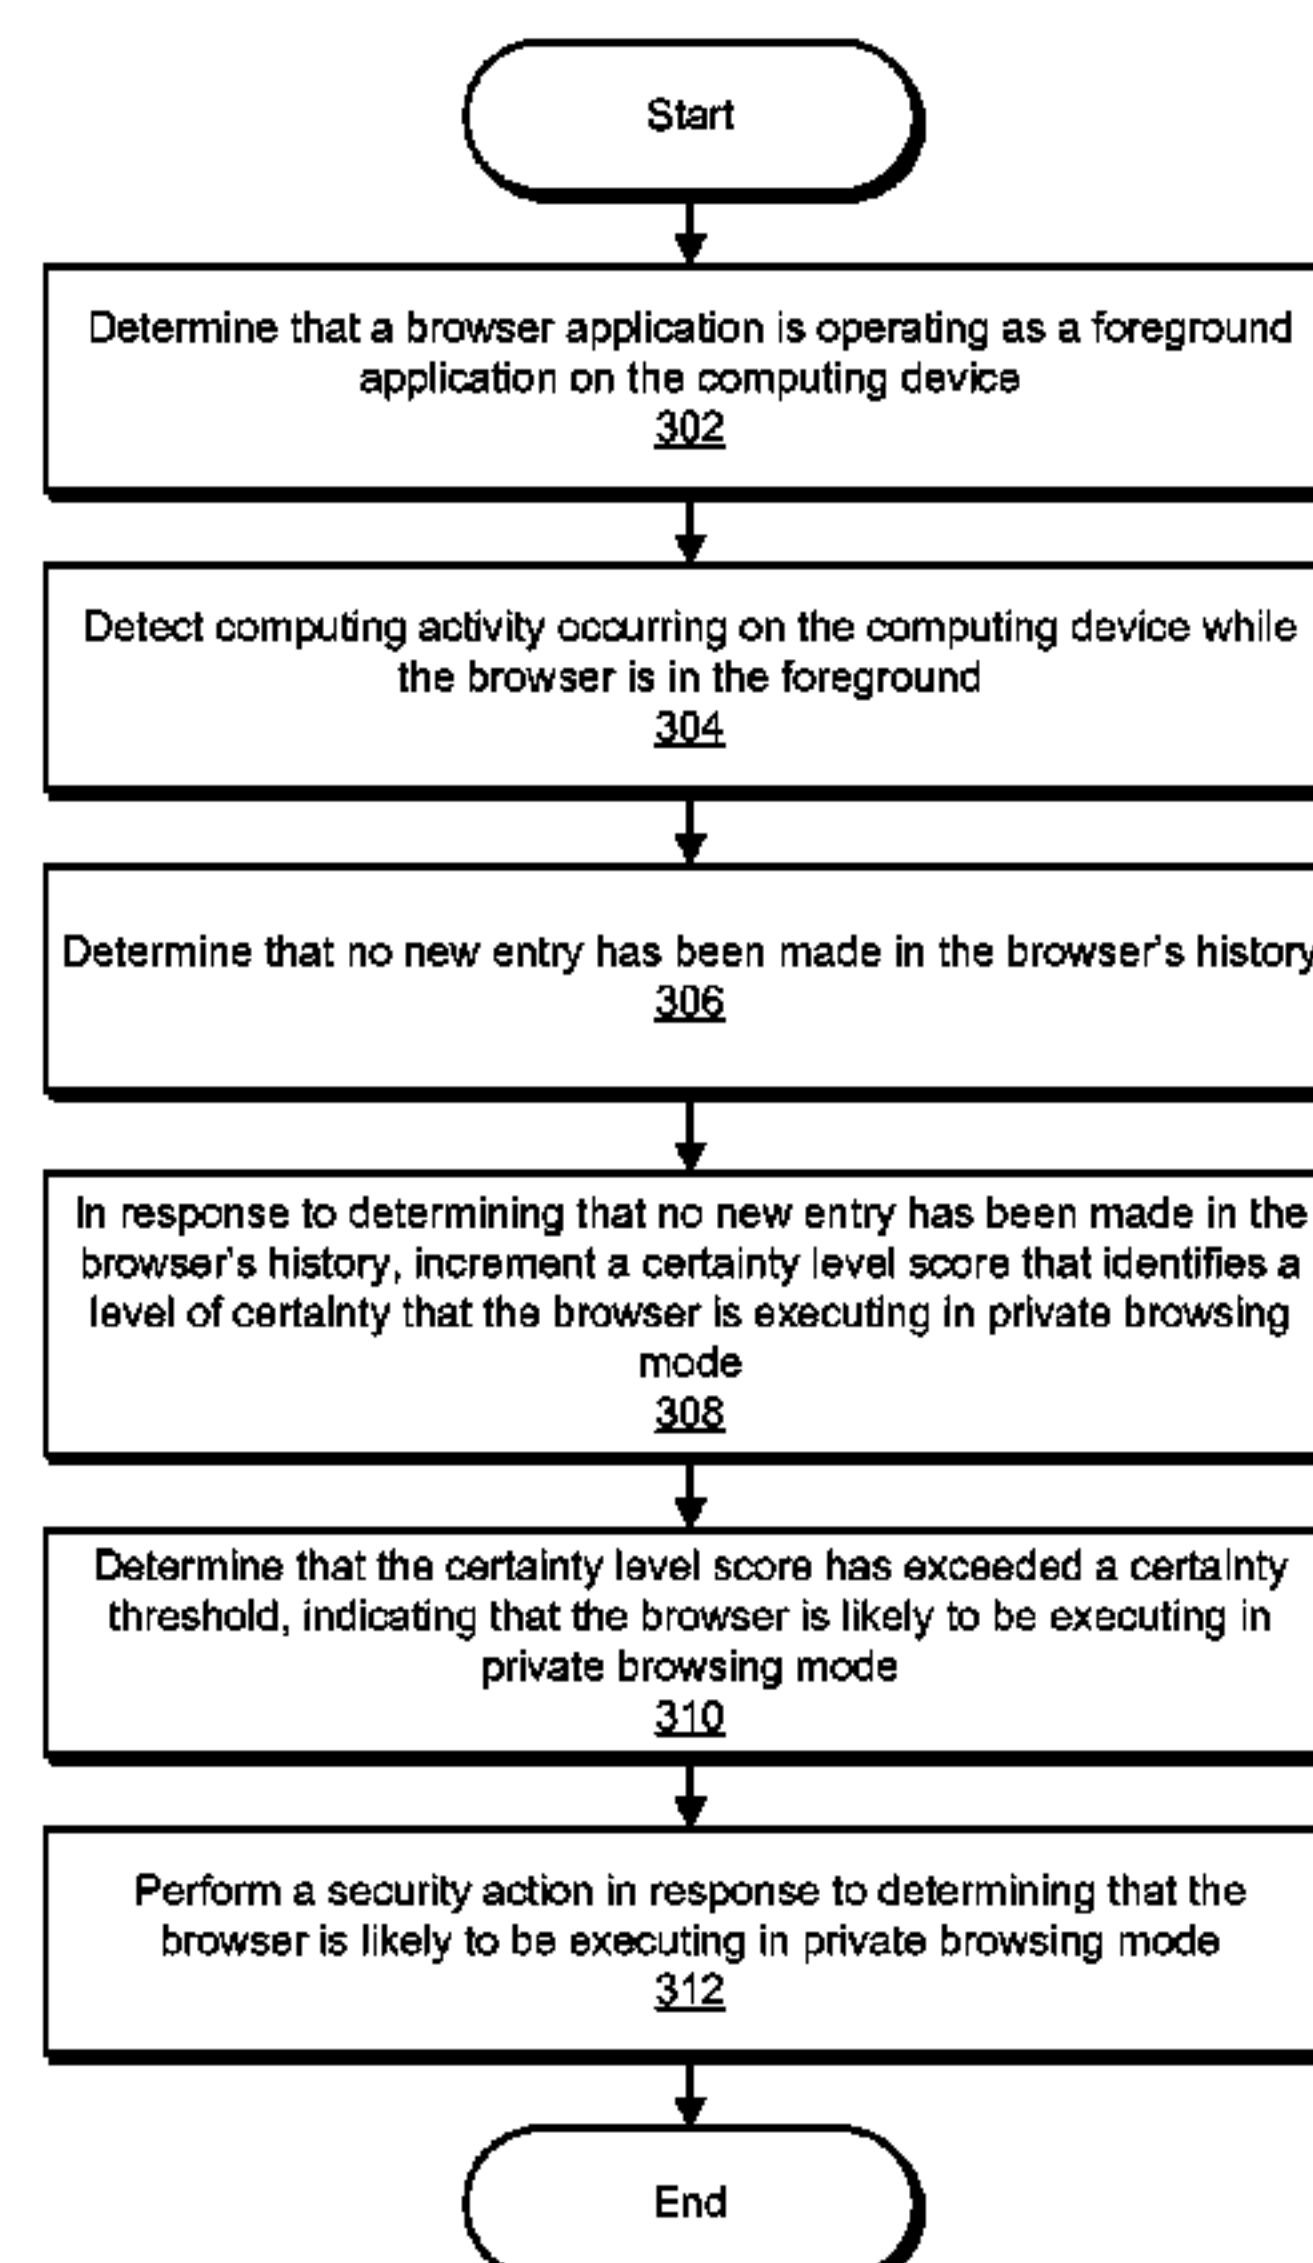 Start
Determine that a browser application is operating as a foreground
application on the computing device
302
Detect computing activity occurring on the computing device while
the browser is in the foreground
304
Determine that no new entry has been made in the browser's history
306
In response to determining that no new entry has been made in the
browser's history, increment a certainty level score that identifies a
level of certainty that the browser is executing in private browsing
mode
308
Determine that the certainty level score has exceeded a certainty
threshold, indicating that the browser is likely to be executing in
private browsing mode
310
Perform a security action in response to determining that the
browser is likely to be executing in private browsing mode
312
End